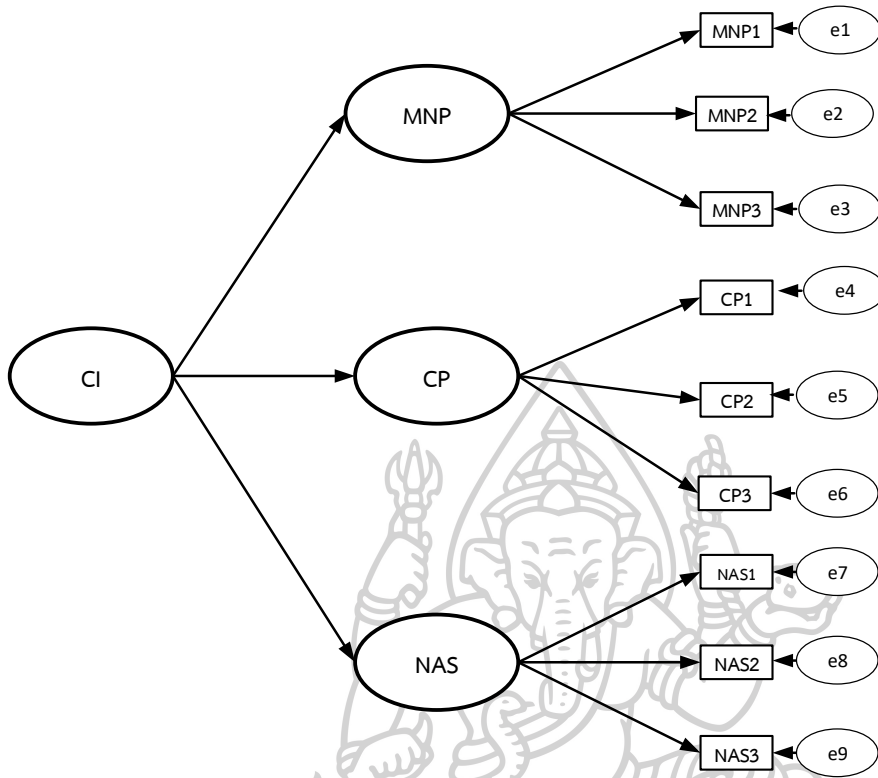 MNP1
e1
MNP
MNP2
e2
MNP3
e3
CP1
e4
CI
CP
CP2
e5
CP3
e6
NAS1
e7
NAS
NAS2
e8
NAS3
e9